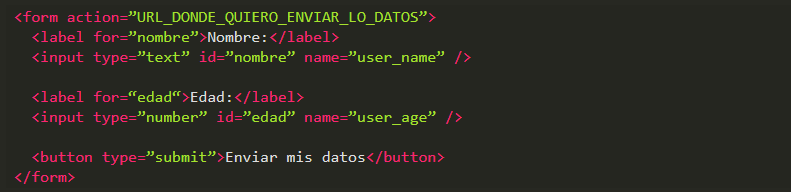 <form action=”URL_DONDE_QUIERO_ENVIAR_LO_DATOS”>
<label for=”nombre”>Nombre:</label>
<input type=”text” id=”nombre” name=”user_name” />
<label for=“edad“>Edad:</label>
<input type=”number” id=”edad” name=”user_age” />
<button type=”submit”>Enviar mis datos</button>
</form>